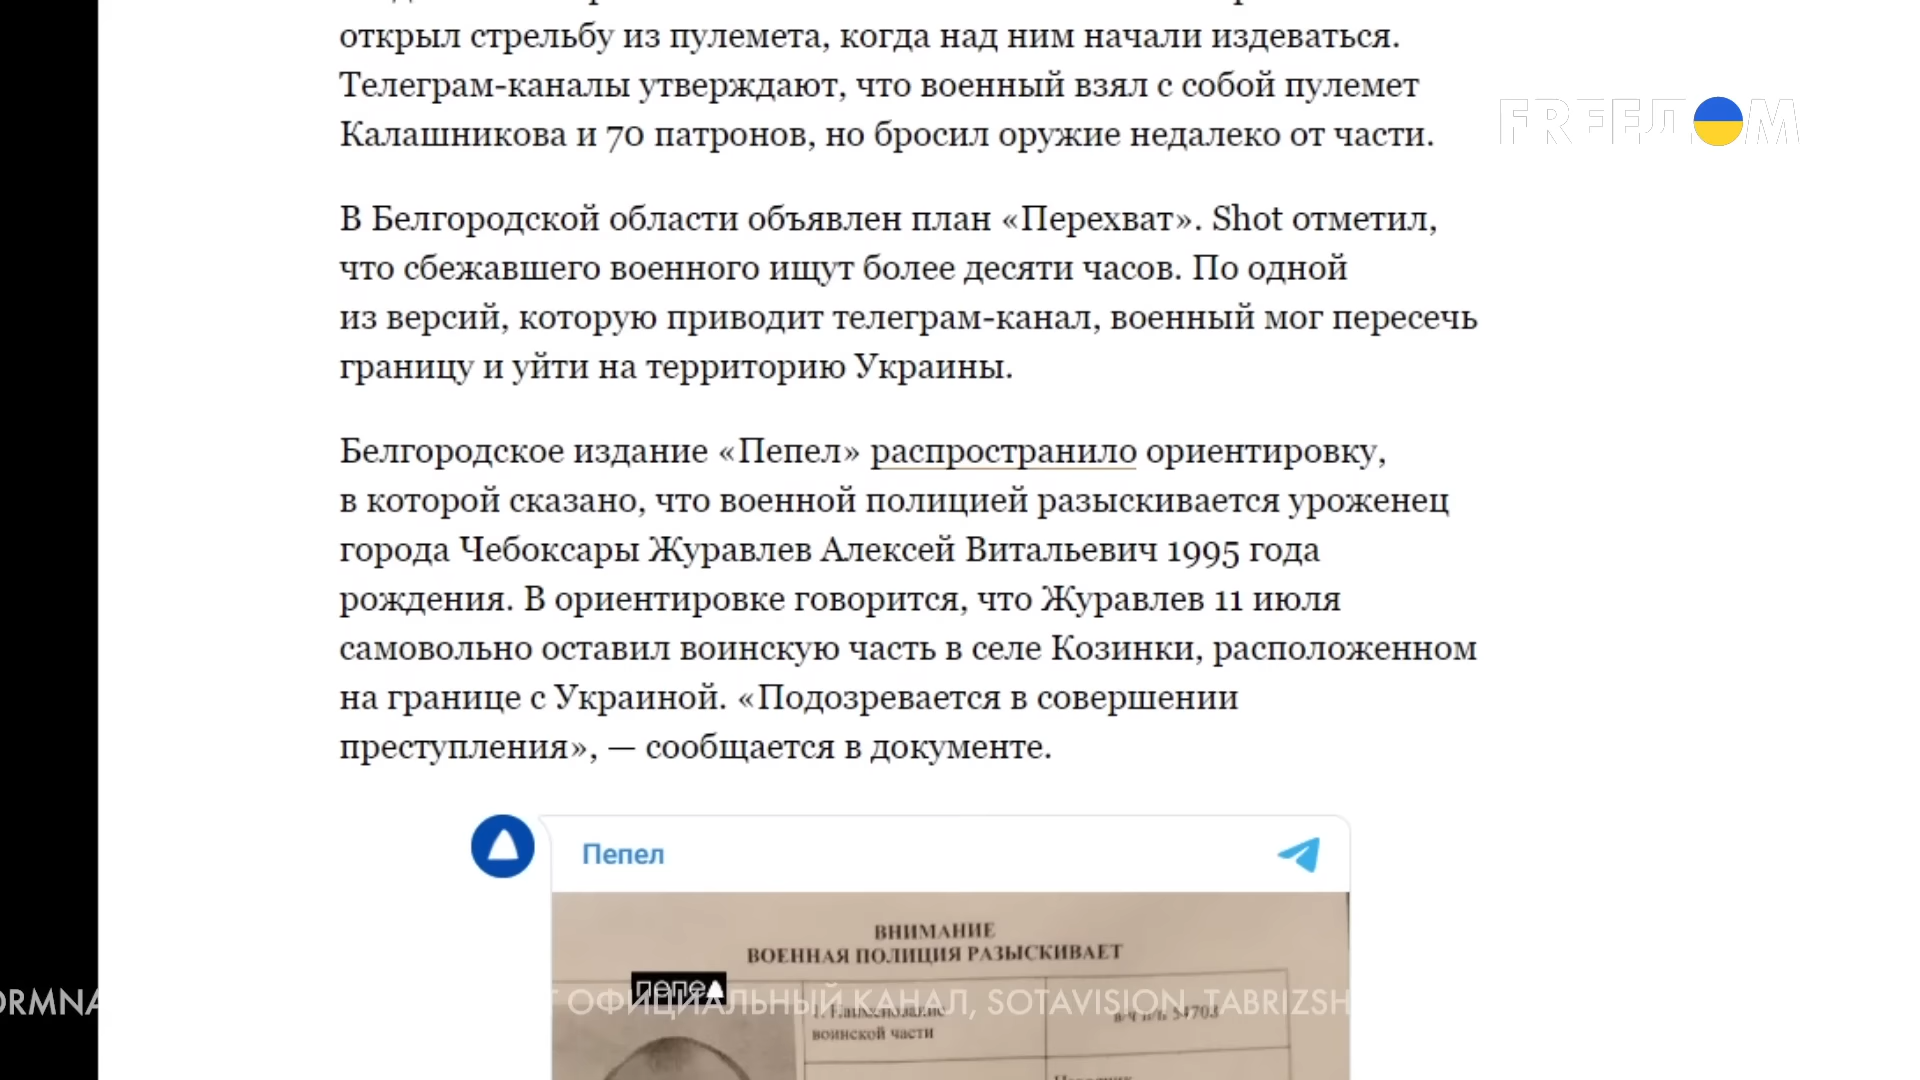 открыл стрельбу из пулемета, когда над ним начали издеваться.
Телеграм-каналы утверждают, что военный взял с собой пулемет
Калашникова и 70 патронов, но бросил оружие недалеко от части.
FREEДOM
В Белгородской области объявлен план «Перехват». Shot отметил,
что сбежавшего военного ищут более десяти часов. По одной
из версий, которую приводит телеграм-канал, военный мог пересечь
границу и уйти на территорию Украины.
Белгородское издание «Пепел» распространило ориентировку,
в которой сказано, что военной полицией разыскивается уроженец
города Чебоксары Журавлев Алексей Витальевич 1995 года
рождения. В ориентировке говорится, что Журавлев 11 июля
самовольно оставил воинскую часть в селе Козинки, расположенном
на границе с Украиной. «Подозревается в совершении
преступления», — сообщается в документе.
Пепел
ВНИМАНИЕ
ВОЕННАЯ ПОЛИЦИЯ РАЗЫСКИВАЕТ
пепел
ОФИЦИАЛЬНЫЙ КАНАЛ, SOTAVISION, TABRIZSH
1. Наименование
воинской части
в-ч п/п 54703